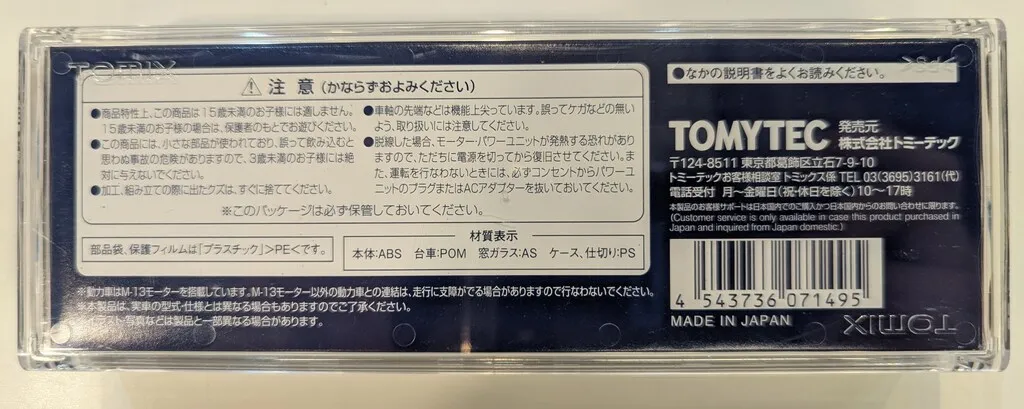 TOMIX
⚠ 注 意 (かならずおよみください)
●商品特性上、この商品は15歳未満のお子様には適しません。
15歳未満のお子様の場合は、保護者のもとでお遊びください。
●この商品には、小さな部品が使われており、誤って飲み込むと
思わぬ事故の危険がありますので、3歳未満のお子様には絶
対に与えないでください。
●加工、組み立ての際に出たクズは、すぐに捨ててください。
●車輪の先端などは機能上尖っています。誤ってケガなどの無い
よう、取り扱いには注意してください。
●脱線した場合、モーター・パワーユニットが発熱する恐れがあり
ますので、ただちに電源を切ってから復旧させてください。ま
た、運転を行わないときには、必ずコンセントからパワーユ
ニットのプラグまたはACアダプターを抜いておいてください。
※このパッケージは必ず保管しておいてください。
部品袋、保護フィルムは「プラスチック」>PE<です。
材質表示
本体:ABS 台車:POM 窓ガラス:AS ケース、仕切り:PS
※動力車はM-13モーターを搭載しています。M-13モーター以外の動力車との連結は、走行に支障がでる場合がありますので行なわないでください。
※本製品は、実車の型式・仕様とは異なる場合もありますのでご了承ください。
スト、写真などは製品と一部異なる場合があります。
>PS<
●なかの説明書をよくお読みください。
TOMYTEC 発売元
株式会社トミーテック
〒124-8511 東京都葛飾区立石7-9-10
トミーテックお客様相談室 トミックス係 TEL 03(3695)3161(代)
電話受付 月〜金曜日(祝・休日を除く)10〜17時
本製品のお客様サポートは日本国内でのご購入かつ日本国内からのお問い合わせに限ります。
(Customer service is only available in case this product purchased in
Japan and inquired from Japan domestic.)
4 543736 071495
MADE IN JAPAN
TOMIX